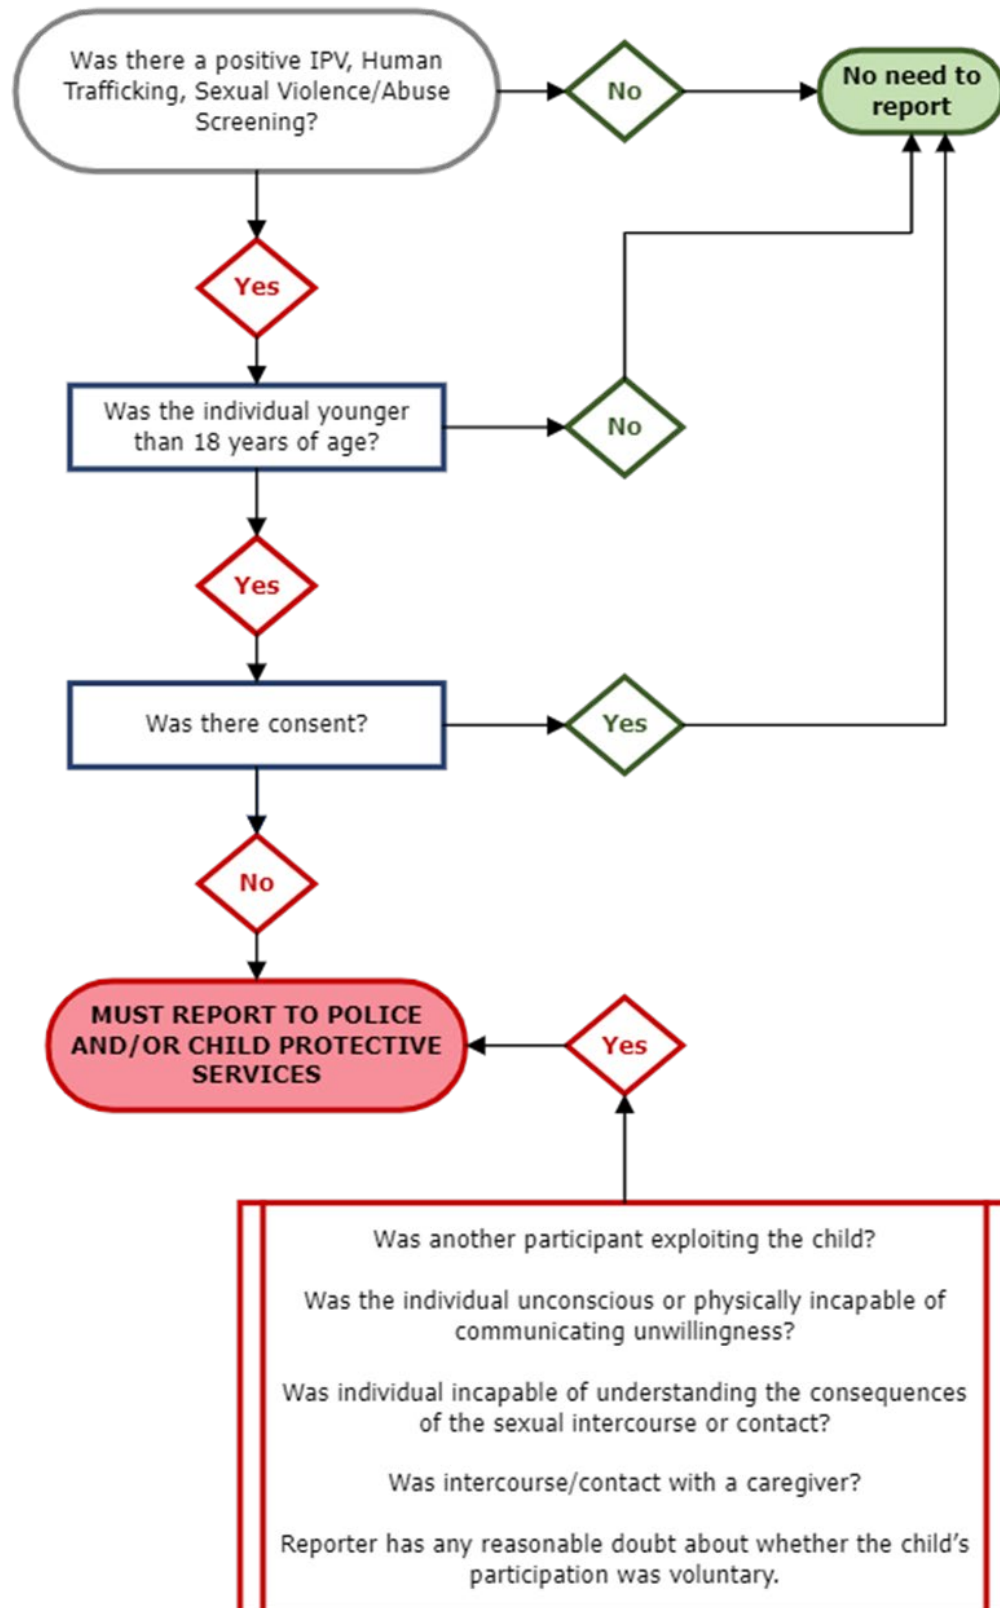 Was there a positive IPV, Human
Trafficking, Sexual Violence/Abuse
Screening?
No
No need to
report
Yes
Was the individual younger
than 18 years of age?
No
Yes
Was there consent?
Yes
No
MUST REPORT TO POLICE
AND/OR CHILD PROTECTIVE
SERVICES
Yes
Was another participant exploiting the child?
Was the individual unconscious or physically incapable of
communicating unwillingness?
Was individual incapable of understanding the consequences
of the sexual intercourse or contact?
Was intercourse/contact with a caregiver?
Reporter has any reasonable doubt about whether the child’s
participation was voluntary.